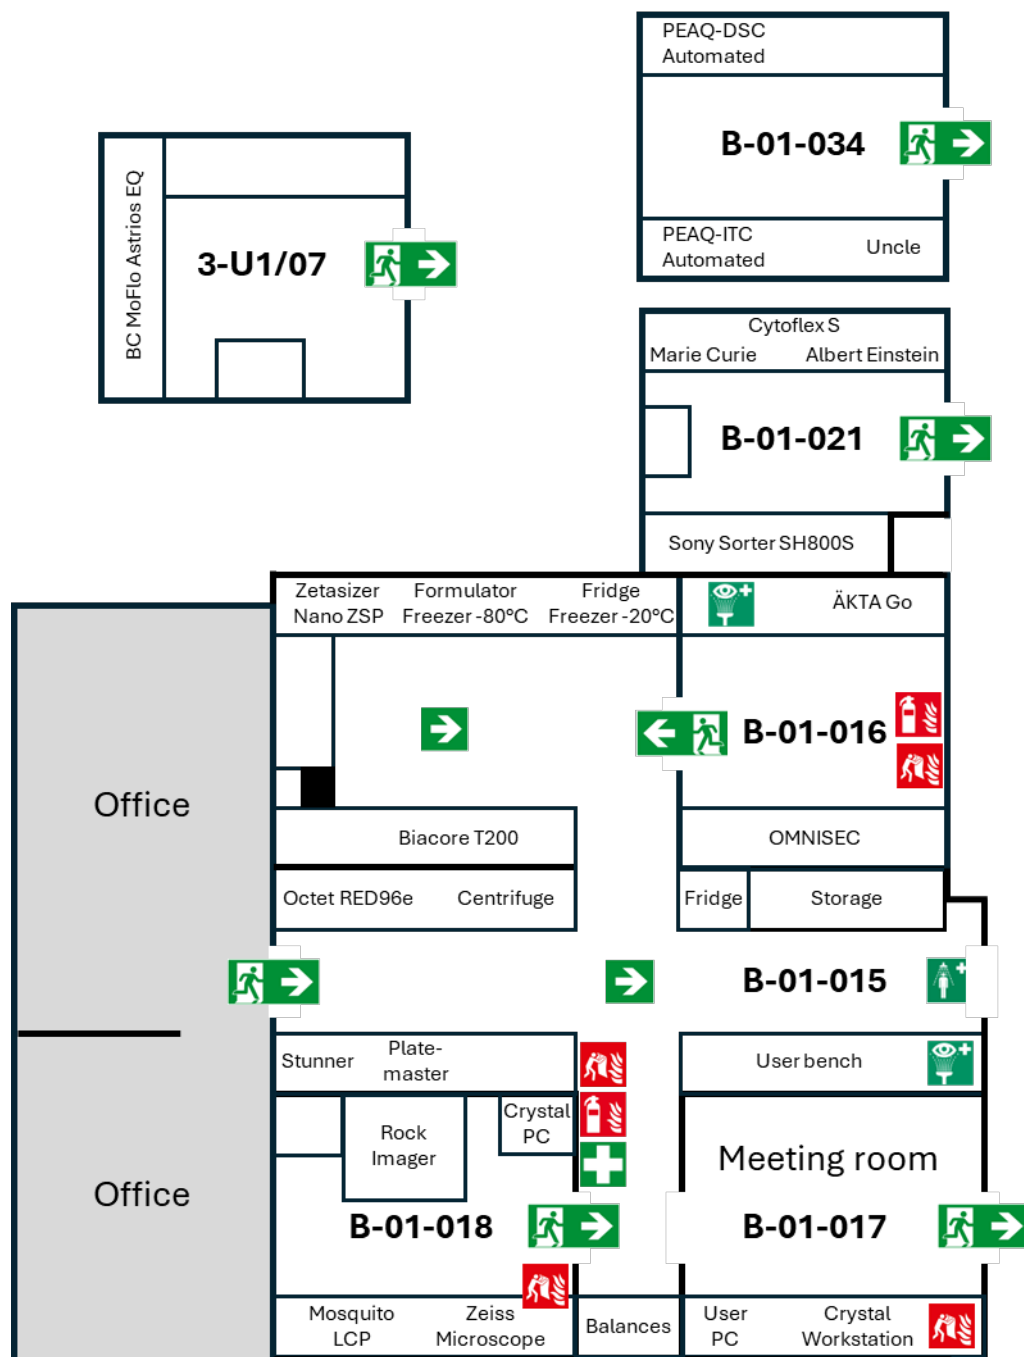 PEAQ-DSC
Automated
B-01-034
PEAQ-ITC
Automated
Uncle
BC MoFlo Astrios EQ
3-U1/07
Cytoflex S
Marie Curie
Albert Einstein
B-01-021
Sony Sorter SH800S
Zetasizer
Nano ZSP
Formulator
Freezer -80°C
Fridge
Freezer -20°C
ÄKTA Go
B-01-016
Office
Biacore T200
OMNISEC
Octet RED96e
Centrifuge
Fridge
Storage
B-01-015
Stunner
Plate-
master
User bench
Rock
Imager
Crystal
PC
Meeting room
Office
B-01-018
B-01-017
Mosquito
LCP
Zeiss
Microscope
Balances
User
PC
Crystal
Workstation